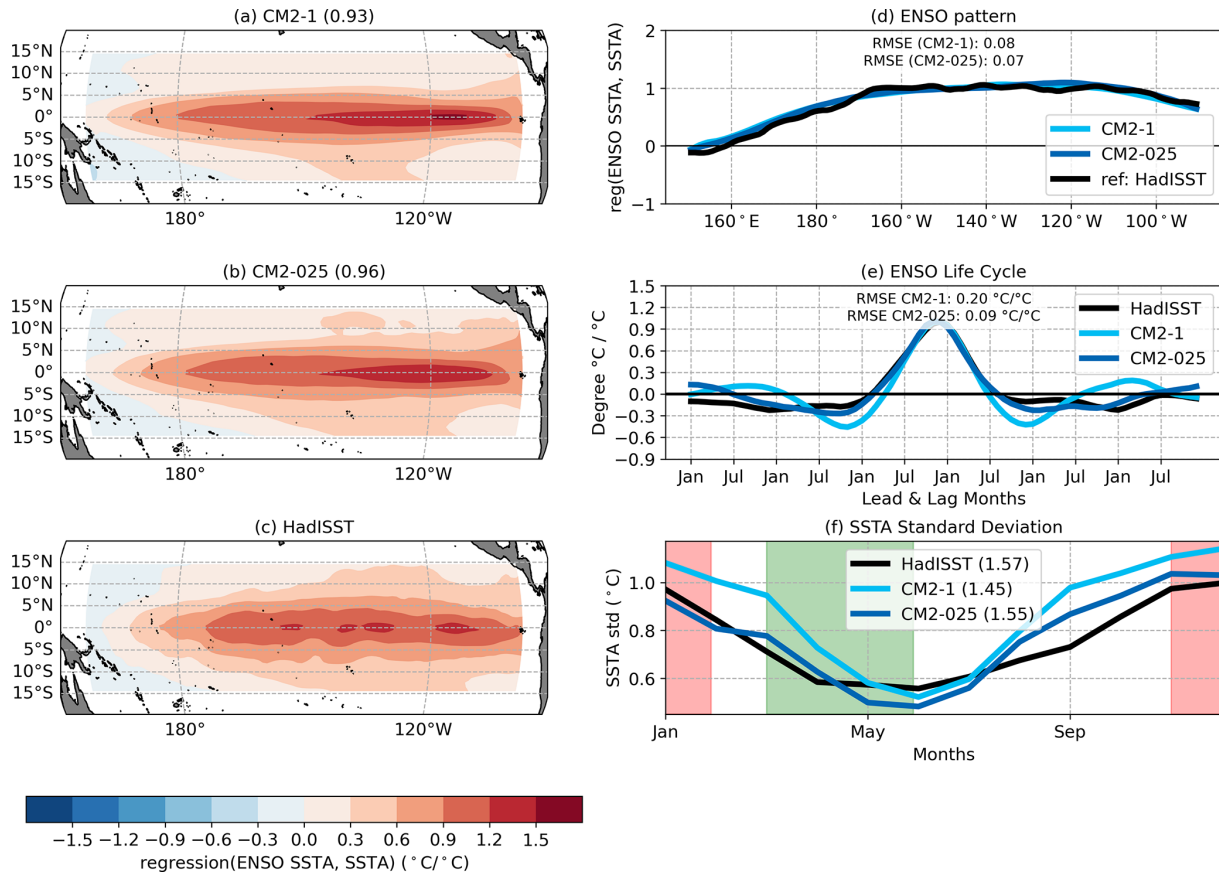 (a) CM2-1 (0.93)
15°N
10°N
5°N
0°
5°S
10°S
15°S
180°
120°W
(b) CM2-025 (0.96)
15°N
10°N
5°N
0°
5°S
10°S
15°S
180°
120°W
(c) HadISST
15°N
10°N
5°N
0°
5°S
10°S
15°S
180°
120°W
−1.5 −1.2 −0.9 −0.6 −0.3 0.0 0.3 0.6 0.9 1.2 1.5
regression(ENSO SSTA, SSTA) (°C/°C)
(d) ENSO pattern
RMSE (CM2-1): 0.08
RMSE (CM2-025): 0.07
reg(ENSO SSTA, SSTA)
2
1
0
−1
CM2-1
CM2-025
ref: HadISST
160°E 180° 160°W 140°W 120°W 100°W
(e) ENSO Life Cycle
RMSE CM2-1: 0.20 °C/°C
RMSE CM2-025: 0.09 °C/°C
Degree °C / °C
1.5
1.2
0.9
0.6
0.3
0.0
−0.3
−0.6
−0.9
HadISST
CM2-1
CM2-025
Jan Jul Jan Jul Jan Jul Jan Jul Jan Jul Jan Jul
Lead & Lag Months
(f) SSTA Standard Deviation
SSTA std (°C)
1.0
0.8
0.6
HadISST (1.57)
CM2-1 (1.45)
CM2-025 (1.55)
Jan May Sep
Months